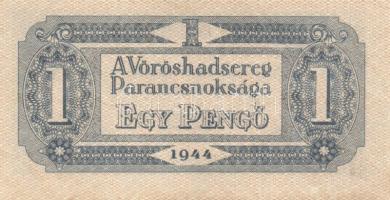 1
A Vöröshadsereg
1 Parancsnoksága 1
EGY PENGŐ
1944